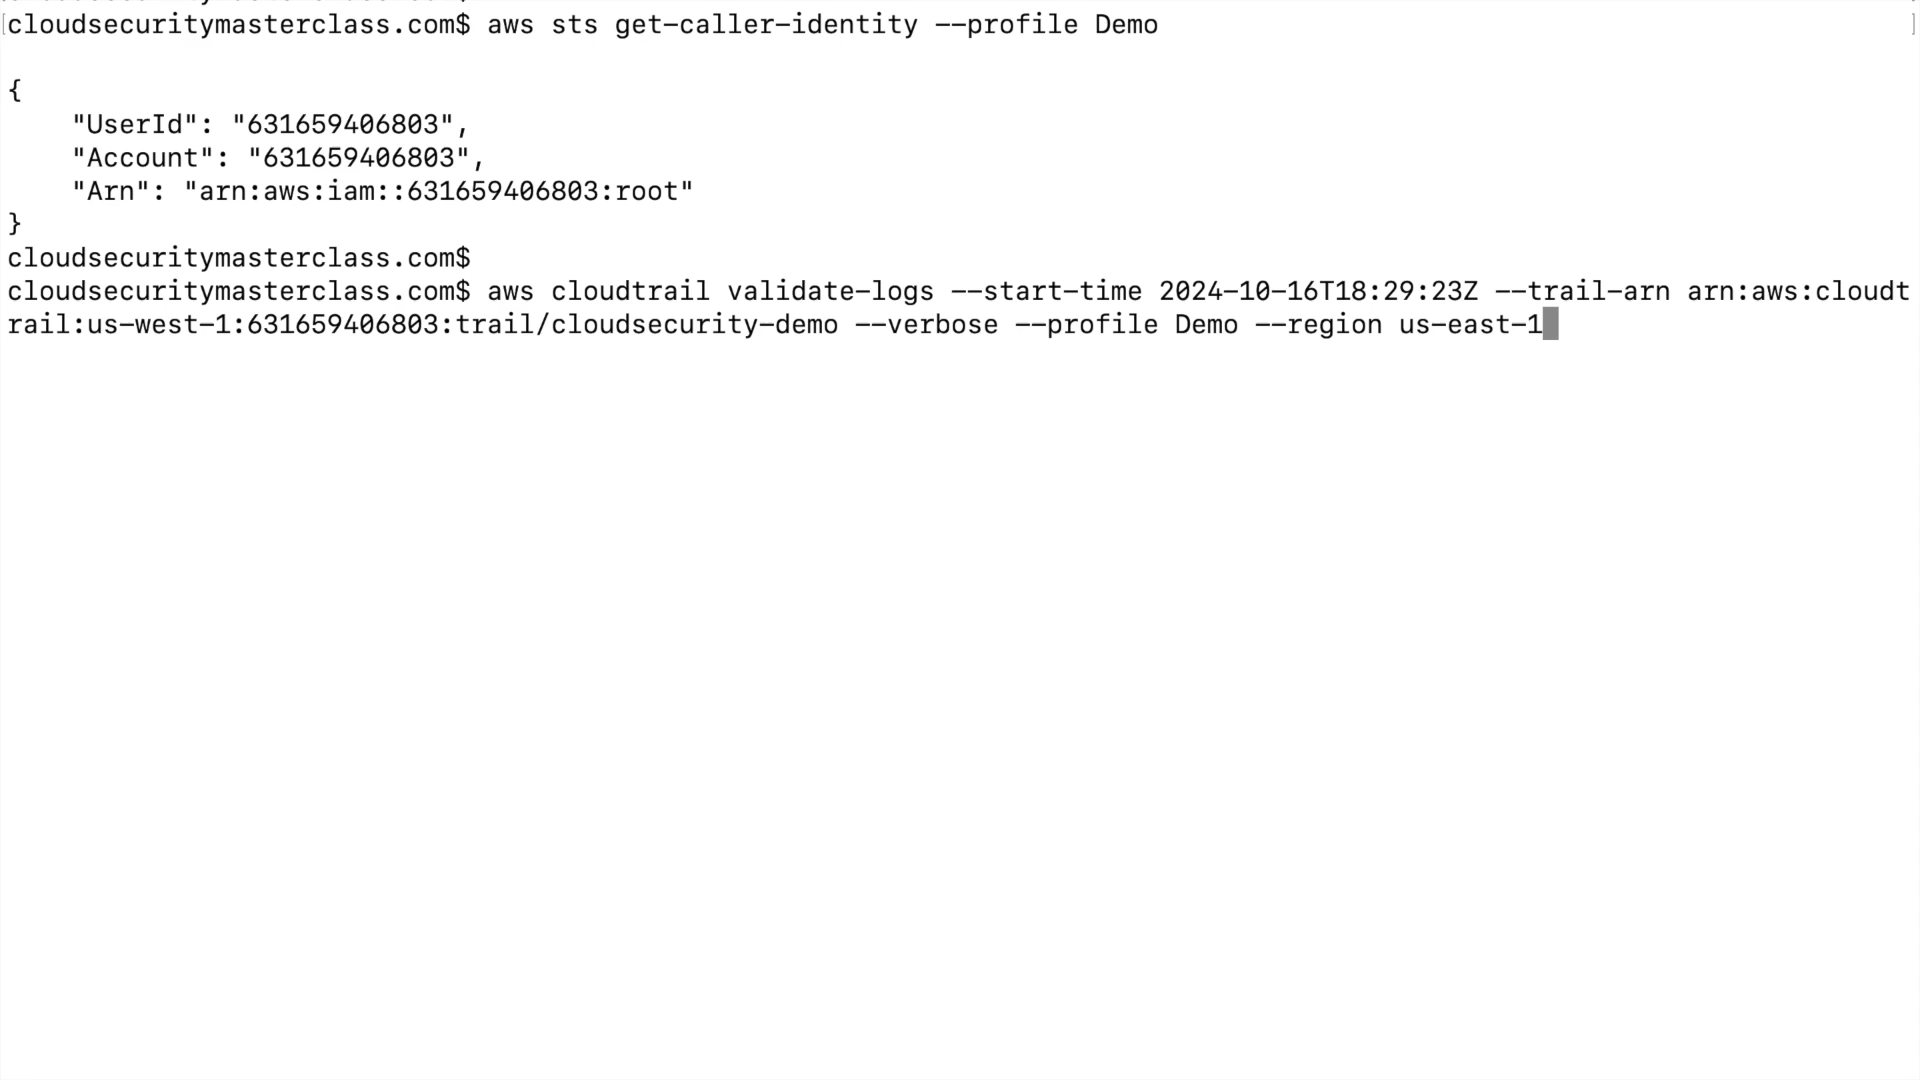 [cloudsecuritymasterclass.com$ aws sts get-caller-identity --profile Demo ]
{
"UserId": "631659406803",
"Account": "631659406803",
"Arn": "arn:aws:iam::631659406803:root"
}
cloudsecuritymasterclass.com$
cloudsecuritymasterclass.com$ aws cloudtrail validate-logs --start-time 2024-10-16T18:29:23Z --trail-arn arn:aws:cloudt
rail:us-west-1:631659406803:trail/cloudsecurity-demo --verbose --profile Demo --region us-east-1